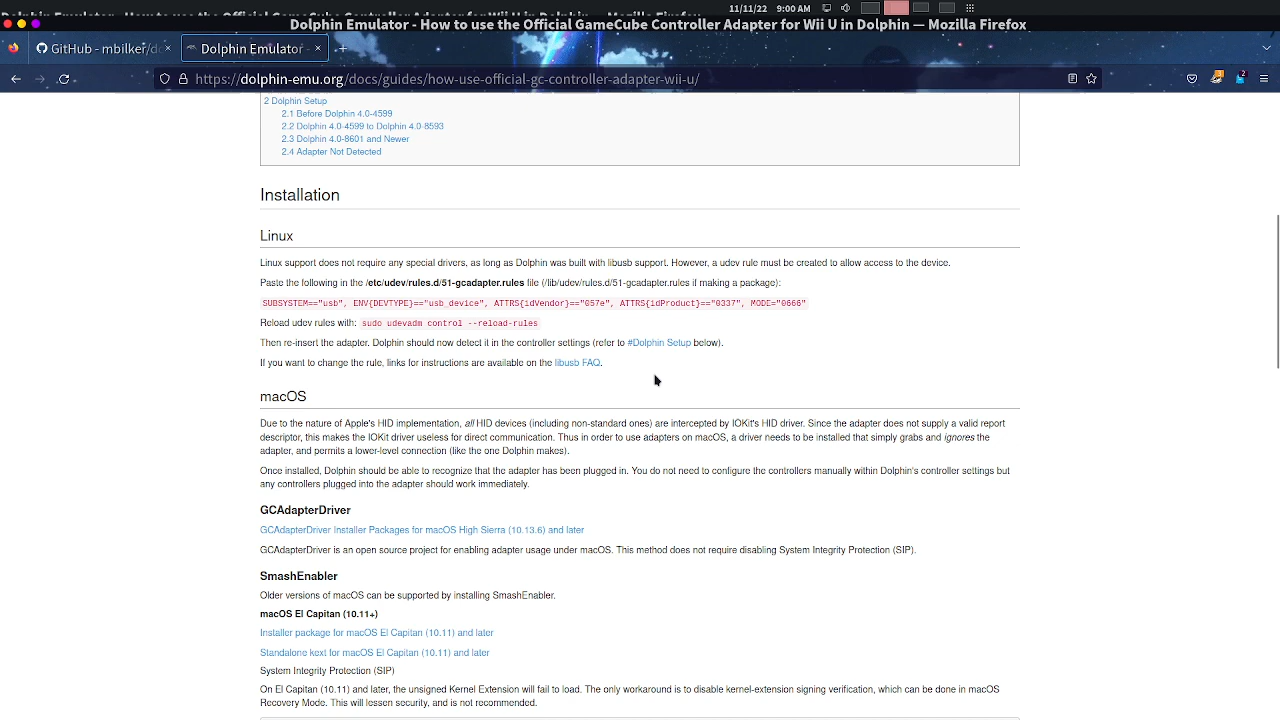 11/11/22 9:00 AM
Dolphin Emulator - How to use the Official GameCube Controller Adapter for Wii U in Dolphin — Mozilla Firefox
GitHub - mbilker/do ×
Dolphin Emulator - ×
+
https://dolphin-emu.org/docs/guides/how-use-official-gc-controller-adapter-wii-u/
2 Dolphin Setup
2.1 Before Dolphin 4.0-4599
2.2 Dolphin 4.0-4599 to Dolphin 4.0-8593
2.3 Dolphin 4.0-8601 and Newer
2.4 Adapter Not Detected
Installation
Linux
Linux support does not require any special drivers, as long as Dolphin was built with libusb support. However, a udev rule must be created to allow access to the device.
Paste the following in the /etc/udev/rules.d/51-gcadapter.rules file (/lib/udev/rules.d/51-gcadapter.rules if making a package):
SUBSYSTEM=="usb", ENV{DEVTYPE}=="usb_device", ATTRS{idVendor}=="057e", ATTRS{idProduct}=="0337", MODE="0666"
Reload udev rules with: sudo udevadm control --reload-rules
Then re-insert the adapter. Dolphin should now detect it in the controller settings (refer to #Dolphin Setup below).
If you want to change the rule, links for instructions are available on the libusb FAQ.
macOS
Due to the nature of Apple's HID implementation, all HID devices (including non-standard ones) are intercepted by IOKit's HID driver. Since the adapter does not supply a valid report
descriptor, this makes the IOKit driver useless for direct communication. Thus in order to use adapters on macOS, a driver needs to be installed that simply grabs and ignores the
adapter, and permits a lower-level connection (like the one Dolphin makes).
Once installed, Dolphin should be able to recognize that the adapter has been plugged in. You do not need to configure the controllers manually within Dolphin's controller settings but
any controllers plugged into the adapter should work immediately.
GCAdapterDriver
GCAdapterDriver Installer Packages for macOS High Sierra (10.13.6) and later
GCAdapterDriver is an open source project for enabling adapter usage under macOS. This method does not require disabling System Integrity Protection (SIP).
SmashEnabler
Older versions of macOS can be supported by installing SmashEnabler.
macOS El Capitan (10.11+)
Installer package for macOS El Capitan (10.11) and later
Standalone kext for macOS El Capitan (10.11) and later
System Integrity Protection (SIP)
On El Capitan (10.11) and later, the unsigned Kernel Extension will fail to load. The only workaround is to disable kernel-extension signing verification, which can be done in macOS
Recovery Mode. This will lessen security, and is not recommended.